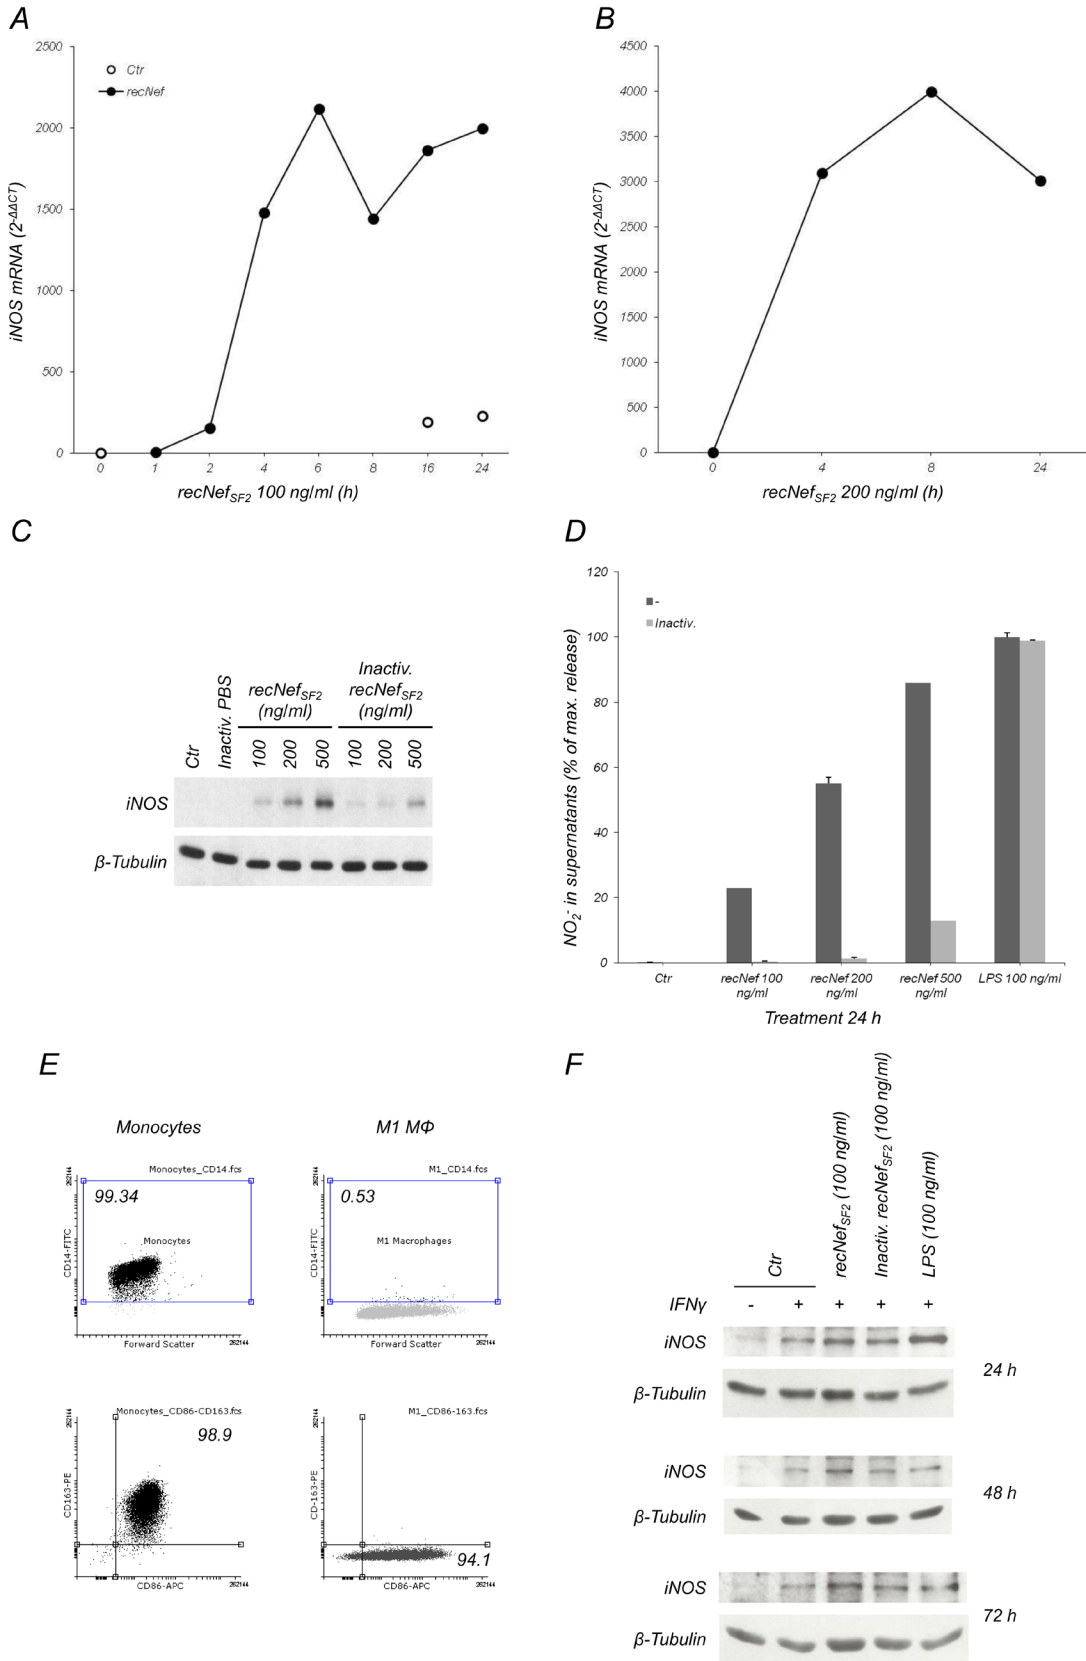 A
iNOS mRNA (2-ΔΔCT)
2500
2000
1500
1000
500
0
Ctr
recNef
0 1 2 4 6 8 16 24
recNefSF2 100 ng/ml (h)
B
iNOS mRNA (2-ΔΔCT)
4500
4000
3500
3000
2500
2000
1500
1000
500
0
0 4 8 24
recNefSF2 200 ng/ml (h)
C
Ctr
Inactiv. PBS
recNefSF2
(ng/ml)
Inactiv.
recNefSF2
(ng/ml)
100 200 500 100 200 500
iNOS
β-Tubulin
D
NO2- in supernatants (% of max. release)
120
100
80
60
40
20
0
-
Inactiv.
Ctr
recNef 100
ng/ml
recNef 200
ng/ml
recNef 500
ng/ml
LPS 100 ng/ml
Treatment 24 h
E
Monocytes
M1 MΦ
Monocytes_CD14.fcs
262144
99.34
Monocytes
CD14-FITC
Forward Scatter
262144
M1_CD14.fcs
262144
0.53
M1 Macrophages
CD14-FITC
Forward Scatter
262144
Monocytes_CD86-CD163.fcs
262144
98.9
CD163-PE
CD86-APC
262144
M1_CD86-163.fcs
262144
CD-163-PE
94.1
CD86-APC
262144
F
Ctr
recNefSF2 (100 ng/ml)
Inactiv. recNefSF2 (100 ng/ml)
LPS (100 ng/ml)
IFNγ - + + + +
iNOS
β-Tubulin
24 h
iNOS
β-Tubulin
48 h
iNOS
β-Tubulin
72 h